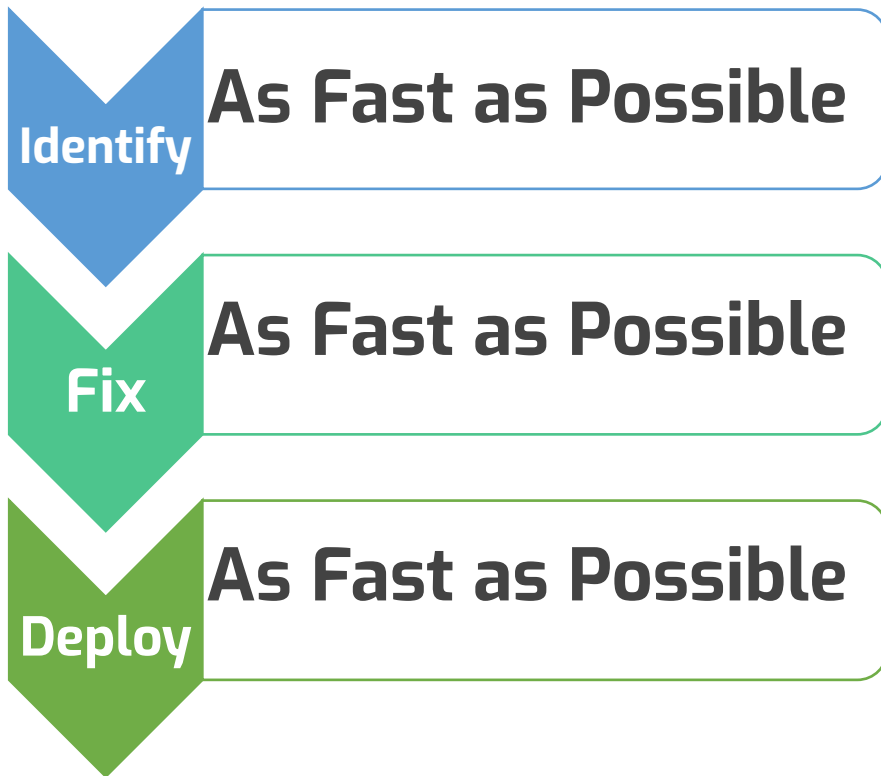 As Fast as Possible
Identify
As Fast as Possible
Fix
As Fast as Possible
Deploy